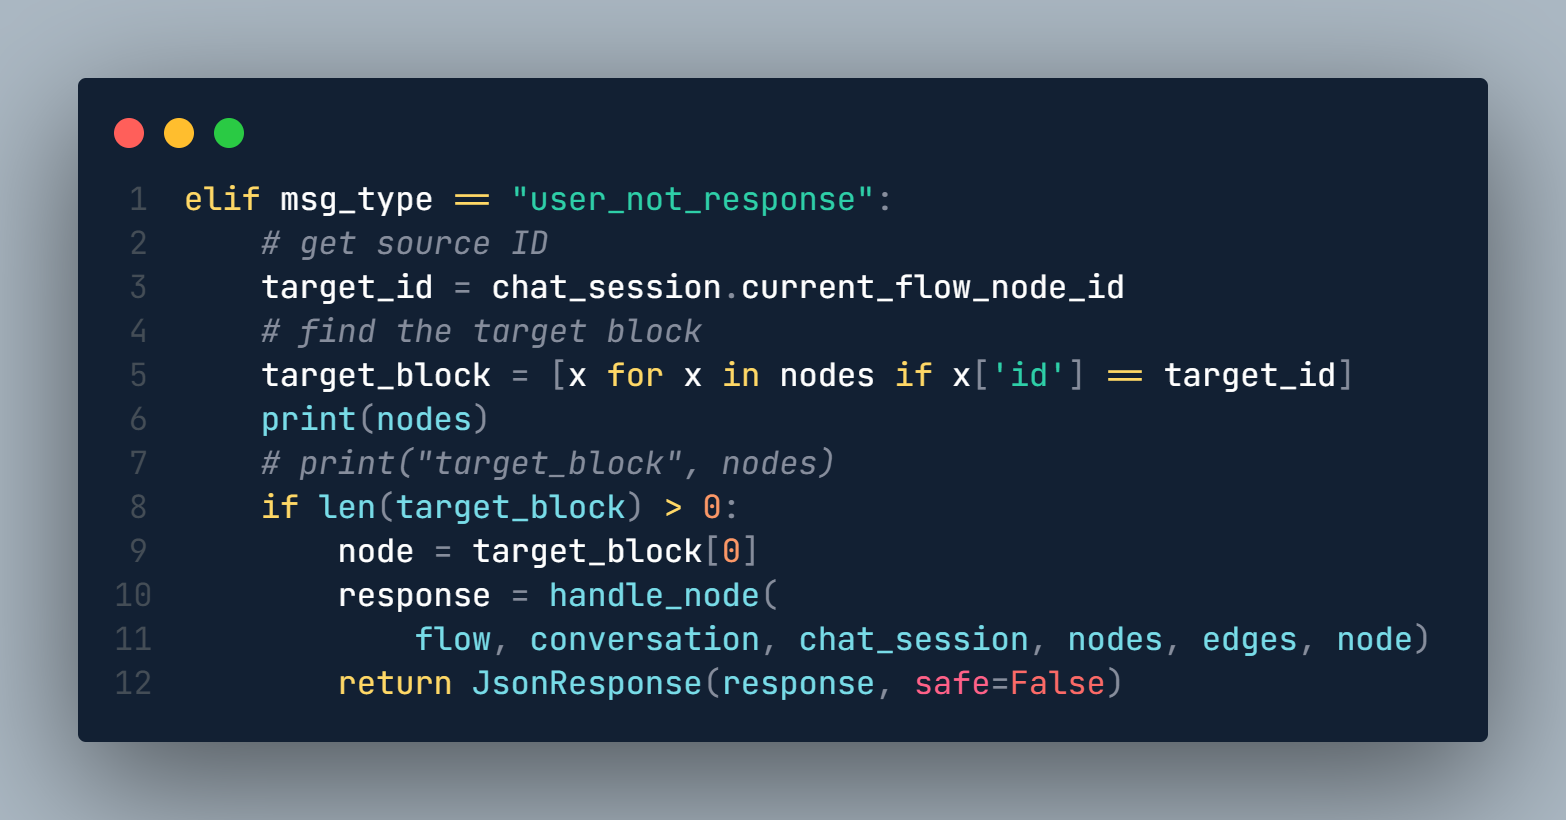 1 elif msg_type == "user_not_response":
2     # get source ID
3     target_id = chat_session.current_flow_node_id
4     # find the target block
5     target_block = [x for x in nodes if x['id'] == target_id]
6     print(nodes)
7     # print("target_block", nodes)
8     if len(target_block) > 0:
9         node = target_block[0]
10         response = handle_node(
11             flow, conversation, chat_session, nodes, edges, node)
12         return JsonResponse(response, safe=False)